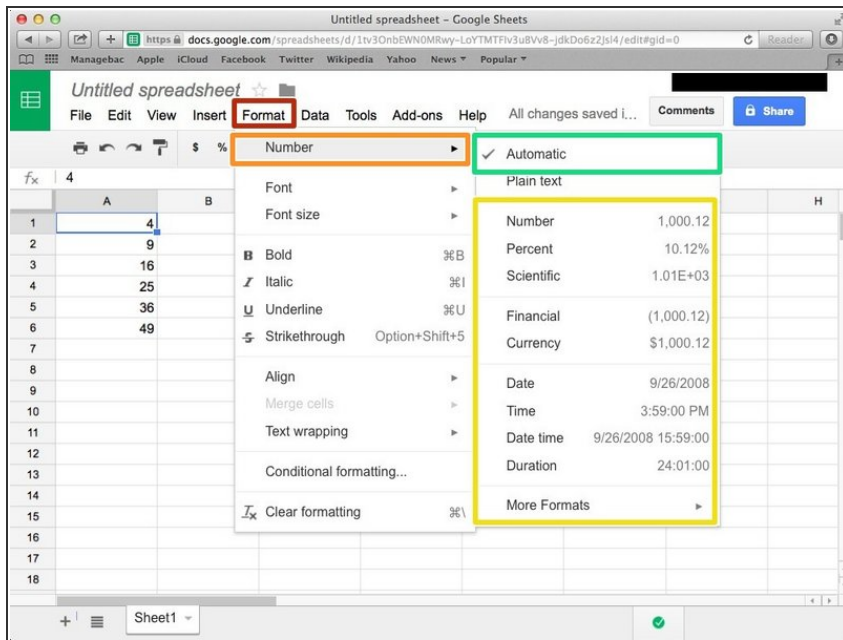 Untitled spreadsheet – Google Sheets
https docs.google.com/spreadsheets/d/1tv3OnbEWN0MRwy-LoYTMTFlv3u8Vv8-jdkDo6z2Jsl4/edit#gid=0 Reader
Managebac Apple iCloud Facebook Twitter Wikipedia Yahoo News Popular
Untitled spreadsheet
File Edit View Insert Format Data Tools Add-ons Help All changes saved i... Comments Share
$ % Number Automatic
Plain text
fx 4
A B H
1 4
2 9
3 16
4 25
5 36
6 49
7
8
9
10
11
12
13
14
15
16
17
18
Font
Font size
B Bold ⌘B
I Italic ⌘I
U Underline ⌘U
S Strikethrough Option+Shift+5
Align
Merge cells
Text wrapping
Conditional formatting...
Clear formatting ⌘\
Number 1,000.12
Percent 10.12%
Scientific 1.01E+03
Financial (1,000.12)
Currency $1,000.12
Date 9/26/2008
Time 3:59:00 PM
Date time 9/26/2008 15:59:00
Duration 24:01:00
More Formats
+ Sheet1